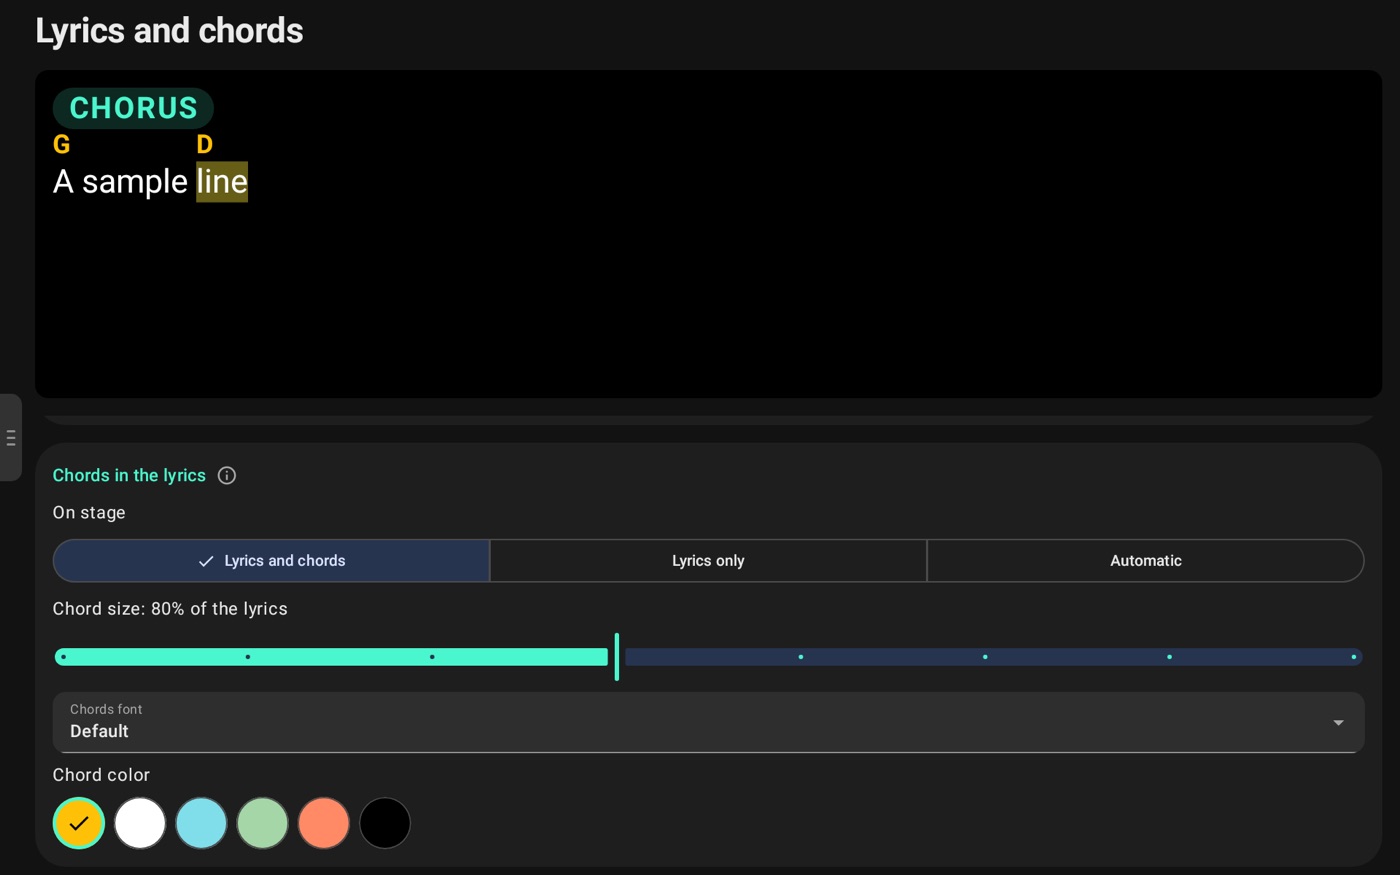 Lyrics and chords
CHORUS
G D
A sample line
Chords in the lyrics
On stage
Lyrics and chords Lyrics only Automatic
Chord size: 80% of the lyrics
Chords font
Default
Chord color